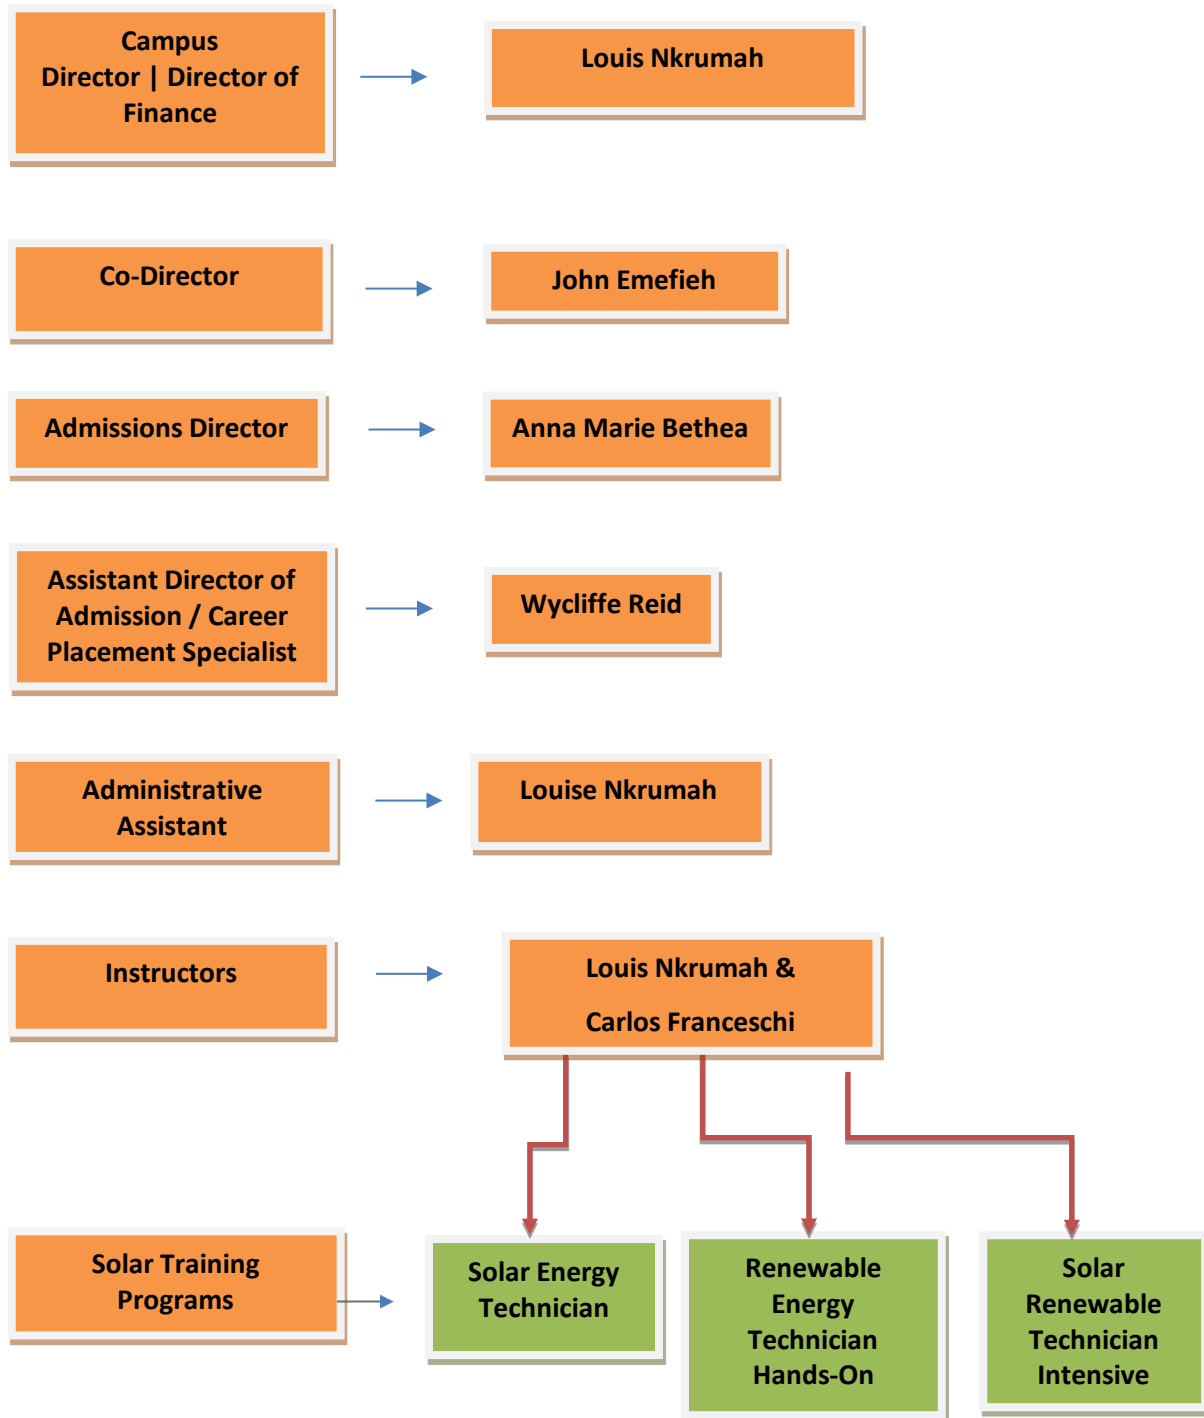 Campus
Director | Director of
Finance
Louis Nkrumah
Co-Director
John Emefieh
Admissions Director
Anna Marie Bethea
Assistant Director of
Admission / Career
Placement Specialist
Wycliffe Reid
Administrative
Assistant
Louise Nkrumah
Instructors
Louis Nkrumah &
Carlos Franceschi
Solar Training
Programs
Solar Energy
Technician
Renewable
Energy
Technician
Hands-On
Solar
Renewable
Technician
Intensive